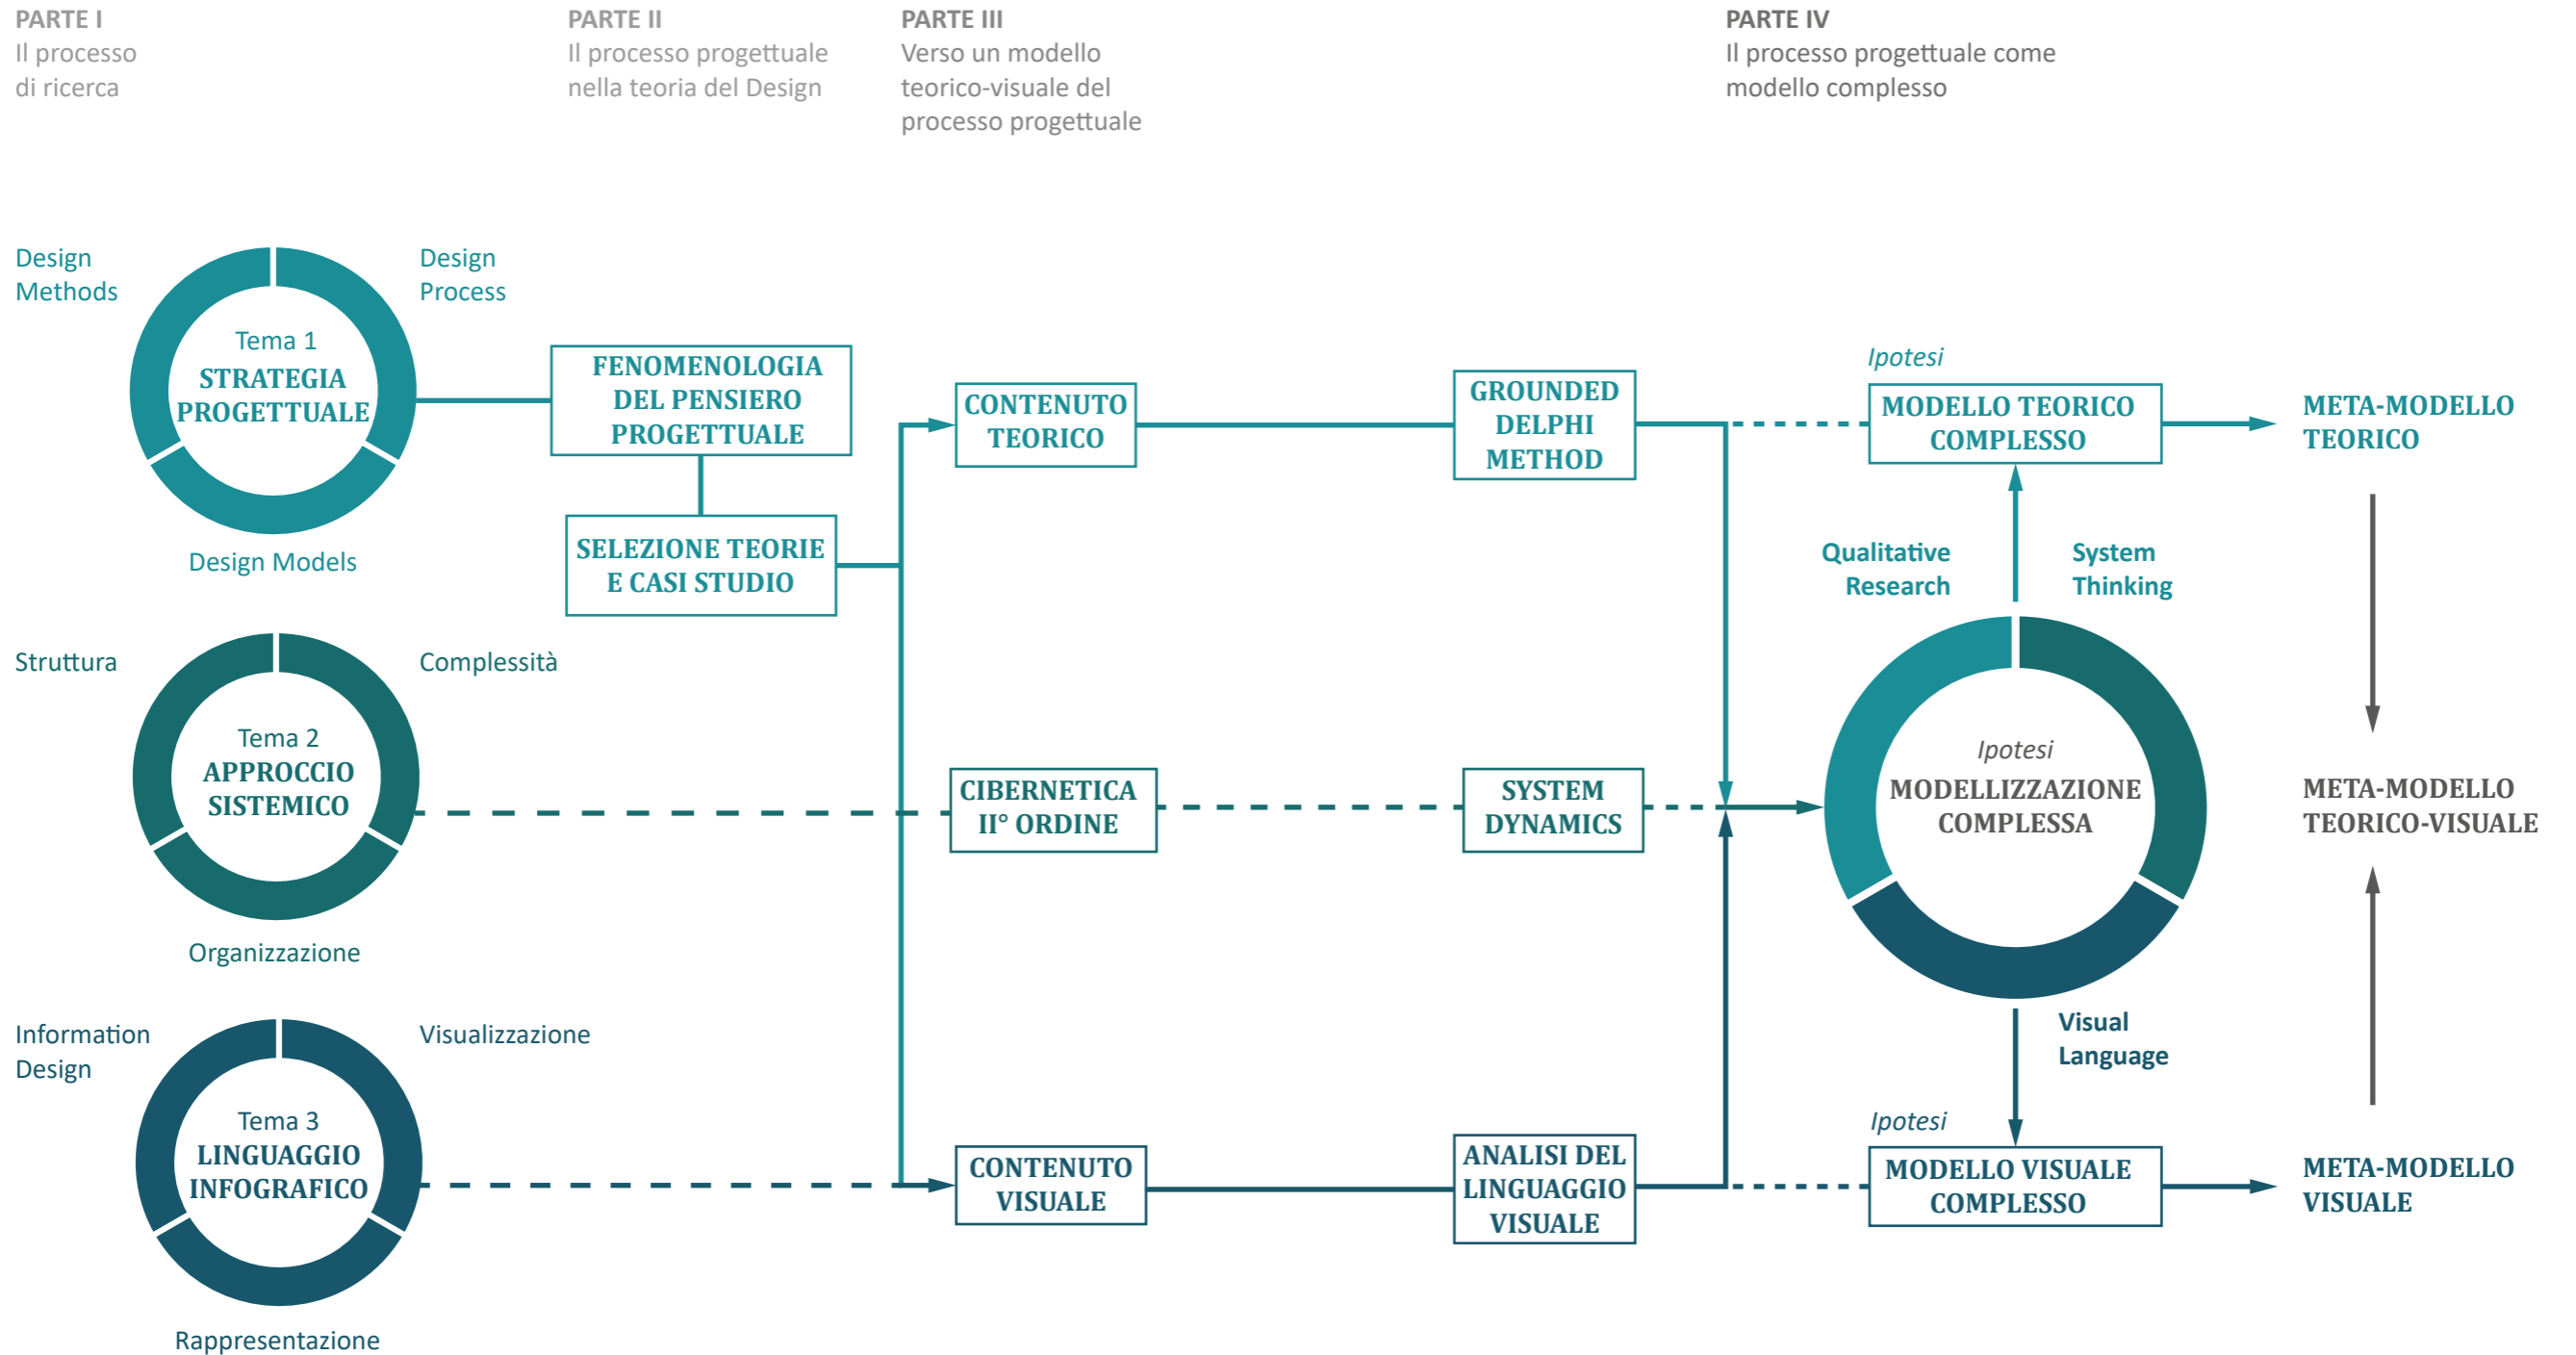 PARTE I
Il processo
di ricerca
PARTE II
Il processo progettuale
nella teoria del Design
PARTE III
Verso un modello
teorico-visuale del
processo progettuale
PARTE IV
Il processo progettuale come
modello complesso
Design
Methods
Design
Process
Tema 1
STRATEGIA
PROGETTUALE
Design Models
FENOMENOLOGIA
DEL PENSIERO
PROGETTUALE
SELEZIONE TEORIE
E CASI STUDIO
CONTENUTO
TEORICO
GROUNDED
DELPHI
METHOD
Ipotesi
MODELLO TEORICO
COMPLESSO
META-MODELLO
TEORICO
Qualitative
Research
System
Thinking
Struttura
Complessità
Tema 2
APPROCCIO
SISTEMICO
Organizzazione
CIBERNETICA
II° ORDINE
SYSTEM
DYNAMICS
Ipotesi
MODELLIZZAZIONE
COMPLESSA
META-MODELLO
TEORICO-VISUALE
Information
Design
Visualizzazione
Tema 3
LINGUAGGIO
INFOGRAFICO
Rappresentazione
CONTENUTO
VISUALE
ANALISI DEL
LINGUAGGIO
VISUALE
Visual
Language
Ipotesi
MODELLO VISUALE
COMPLESSO
META-MODELLO
VISUALE